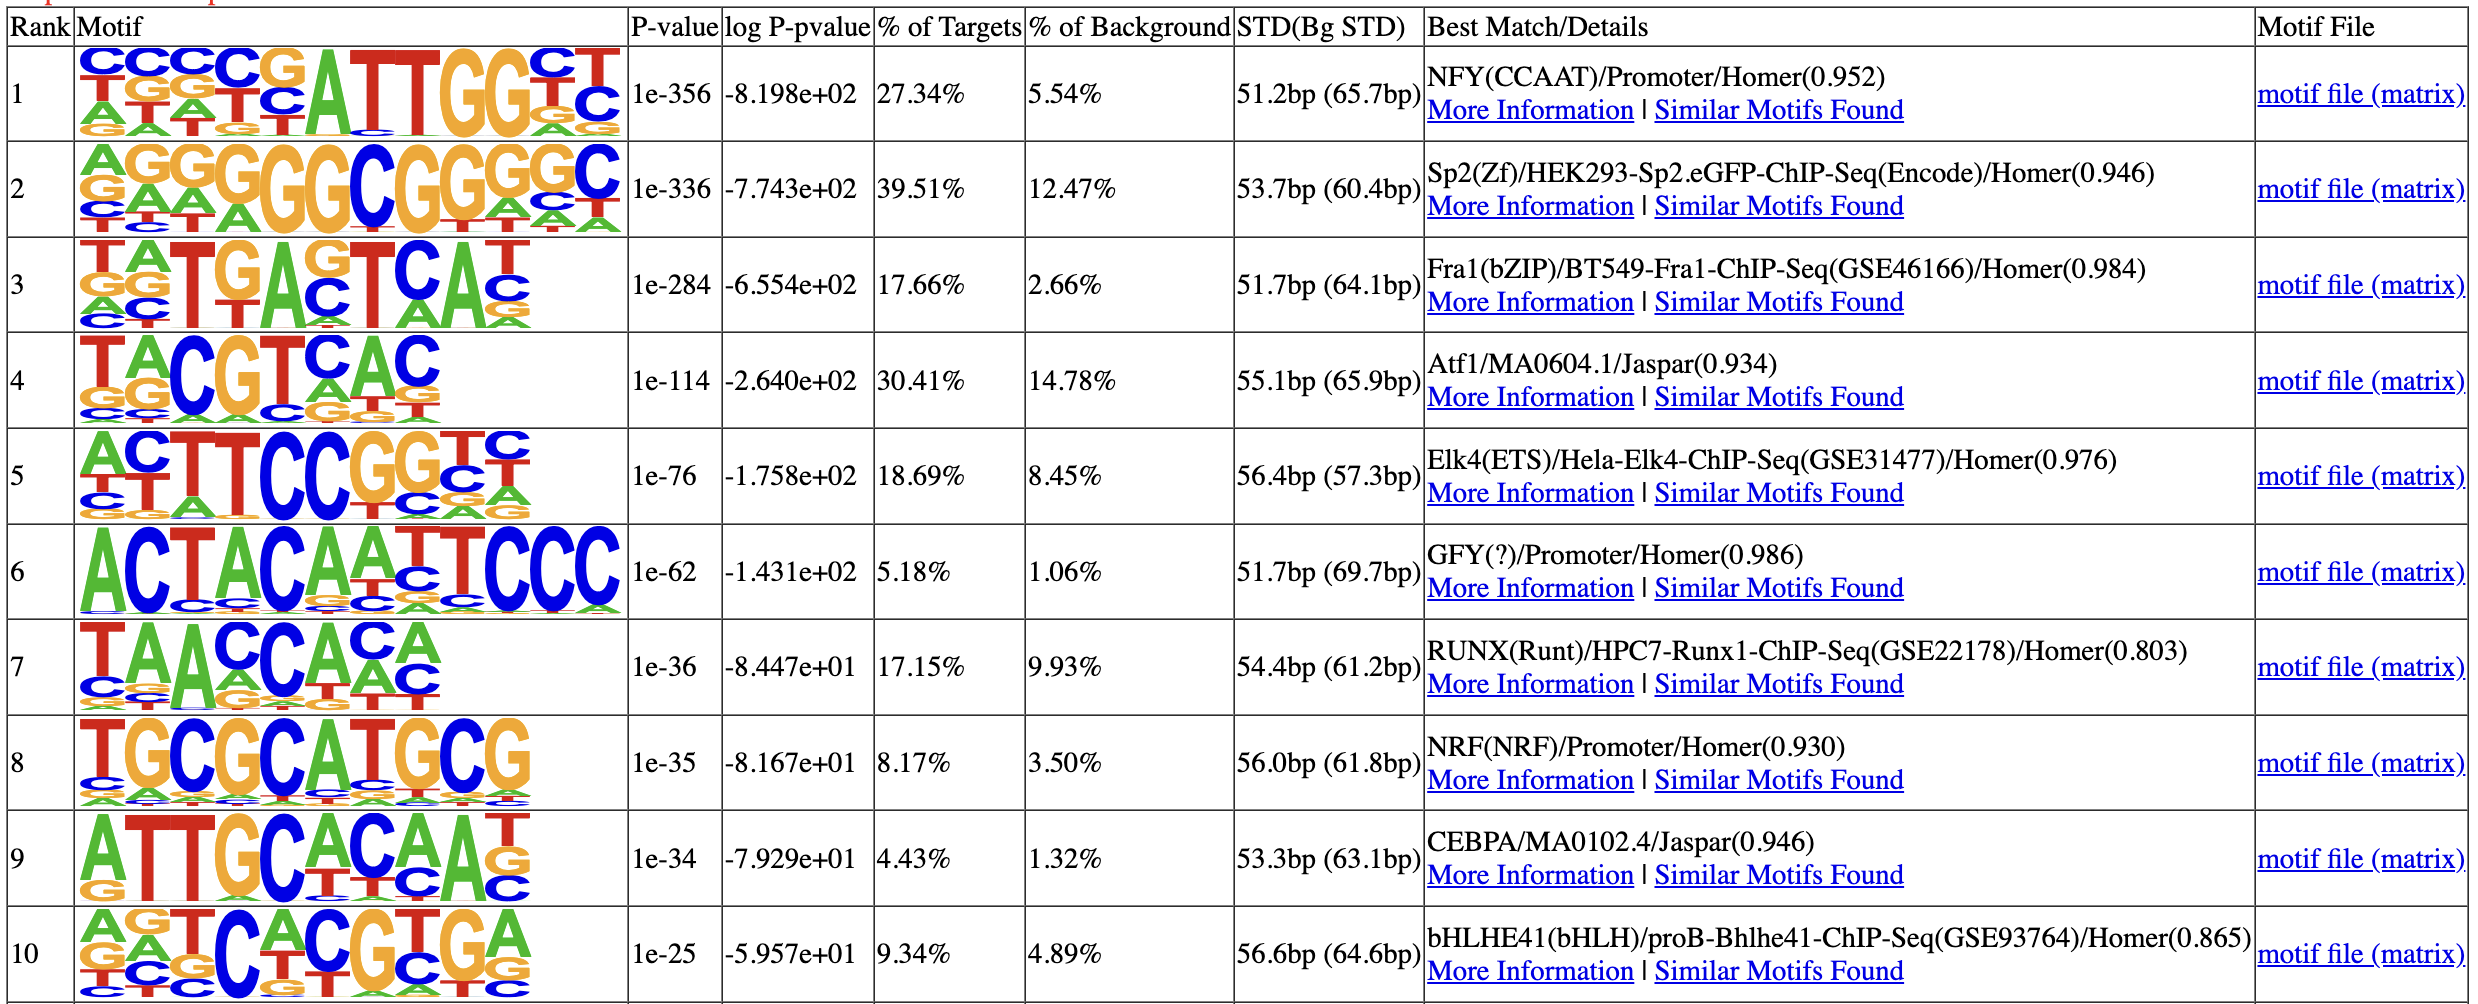 Rank Motif P-value log P-pvalue % of Targets % of Background STD(Bg STD) Best Match/Details Motif File
1 1e-356 -8.198e+02 27.34% 5.54% 51.2bp (65.7bp) NFY(CCAAT)/Promoter/Homer(0.952) motif file (matrix)
More Information | Similar Motifs Found
2 1e-336 -7.743e+02 39.51% 12.47% 53.7bp (60.4bp) Sp2(Zf)/HEK293-Sp2.eGFP-ChIP-Seq(Encode)/Homer(0.946) motif file (matrix)
More Information | Similar Motifs Found
3 1e-284 -6.554e+02 17.66% 2.66% 51.7bp (64.1bp) Fra1(bZIP)/BT549-Fra1-ChIP-Seq(GSE46166)/Homer(0.984) motif file (matrix)
More Information | Similar Motifs Found
4 1e-114 -2.640e+02 30.41% 14.78% 55.1bp (65.9bp) Atf1/MA0604.1/Jaspar(0.934) motif file (matrix)
More Information | Similar Motifs Found
5 1e-76 -1.758e+02 18.69% 8.45% 56.4bp (57.3bp) Elk4(ETS)/Hela-Elk4-ChIP-Seq(GSE31477)/Homer(0.976) motif file (matrix)
More Information | Similar Motifs Found
6 ACTACAATTCCC 1e-62 -1.431e+02 5.18% 1.06% 51.7bp (69.7bp) GFY(?)/Promoter/Homer(0.986) motif file (matrix)
More Information | Similar Motifs Found
7 1e-36 -8.447e+01 17.15% 9.93% 54.4bp (61.2bp) RUNX(Runt)/HPC7-Runx1-ChIP-Seq(GSE22178)/Homer(0.803) motif file (matrix)
More Information | Similar Motifs Found
8 TGCGCATGCG 1e-35 -8.167e+01 8.17% 3.50% 56.0bp (61.8bp) NRF(NRF)/Promoter/Homer(0.930) motif file (matrix)
More Information | Similar Motifs Found
9 ATTGCACAAT 1e-34 -7.929e+01 4.43% 1.32% 53.3bp (63.1bp) CEBPA/MA0102.4/Jaspar(0.946) motif file (matrix)
More Information | Similar Motifs Found
10 1e-25 -5.957e+01 9.34% 4.89% 56.6bp (64.6bp) bHLHE41(bHLH)/proB-Bhlhe41-ChIP-Seq(GSE93764)/Homer(0.865) motif file (matrix)
More Information | Similar Motifs Found